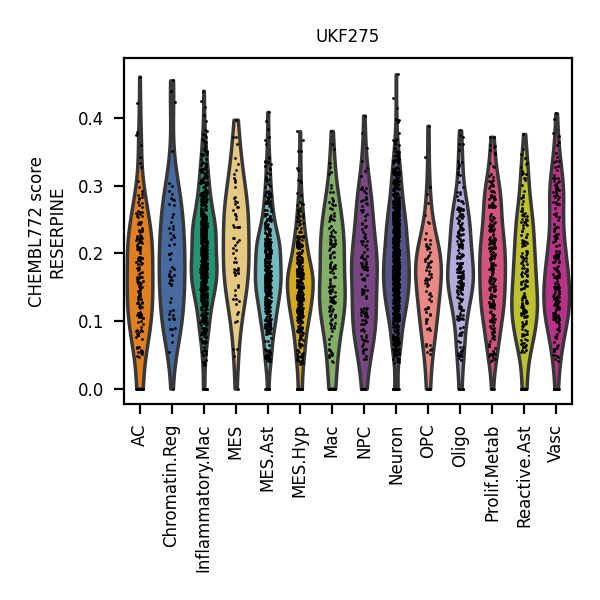 UKF275
CHEMBL772 score
RESERPINE
0.4
0.3
0.2
0.1
0.0
AC
Chromatin.Reg
Inflammatory.Mac
MES
MES.Ast
MES.Hyp
Mac
NPC
Neuron
OPC
Oligo
Prolif.Metab
Reactive.Ast
Vasc